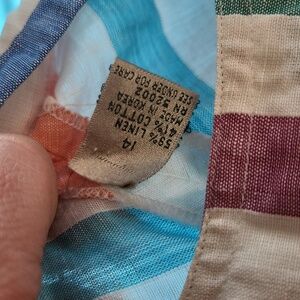 14
59% LINEN
41% COTTON
MADE IN KOREA
RN 52002
SEE UNDER FOR CARE